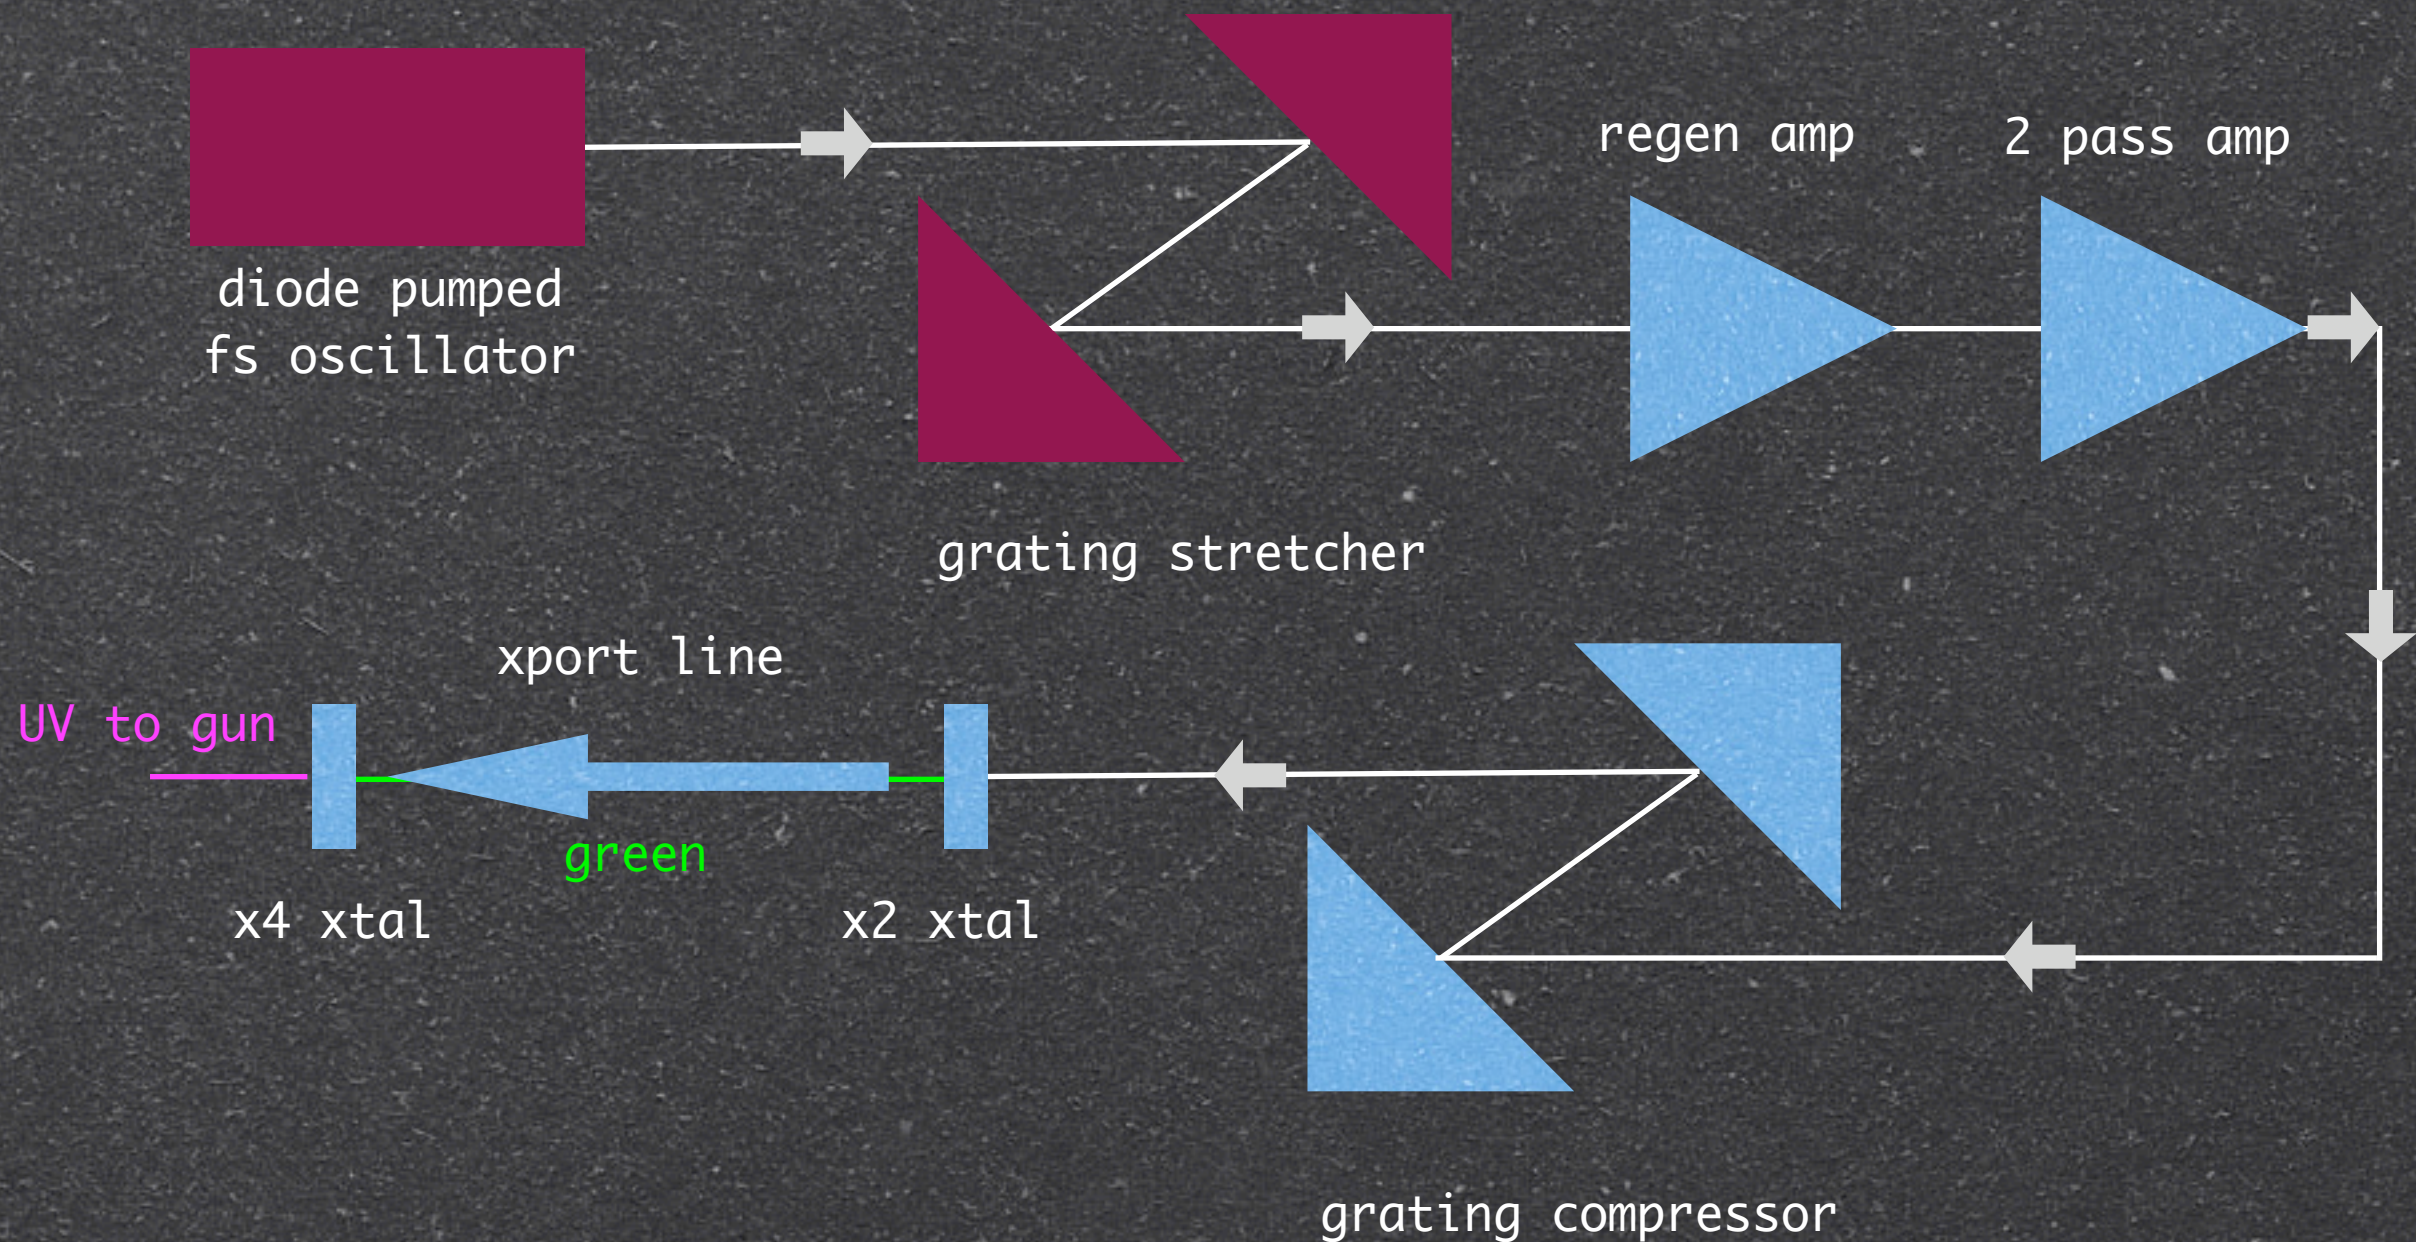 regen amp
2 pass amp
diode pumped
fs oscillator
grating stretcher
xport line
UV to gun
green
x4 xtal
x2 xtal
grating compressor